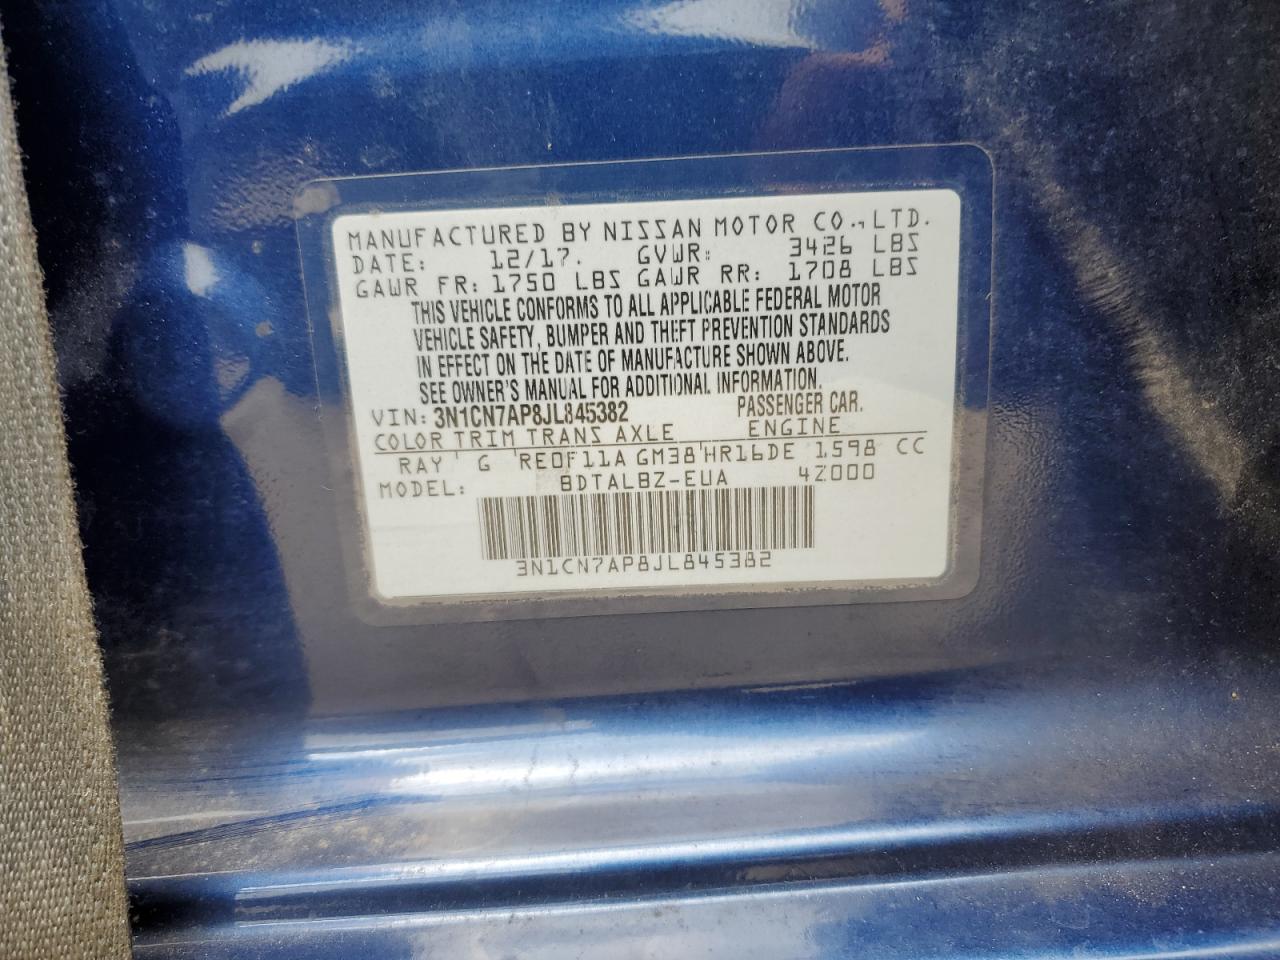 MANUFACTURED BY NISSAN MOTOR CO., LTD.
DATE: 12/17. GVWR: 3426 LBS
GAWR FR: 1750 LBS GAWR RR: 1708 LBS
THIS VEHICLE CONFORMS TO ALL APPLICABLE FEDERAL MOTOR
VEHICLE SAFETY, BUMPER AND THEFT PREVENTION STANDARDS
IN EFFECT ON THE DATE OF MANUFACTURE SHOWN ABOVE.
SEE OWNER'S MANUAL FOR ADDITIONAL INFORMATION.
VIN: 3N1CN7AP8JL845382 PASSENGER CAR.
COLOR TRIM TRANS AXLE ENGINE
RAY' G 'RE0F11A GM38'HR16DE 1.598 CC
MODEL: BDTALBZ-EUA 4Z000
3N1CN7AP8JL845382